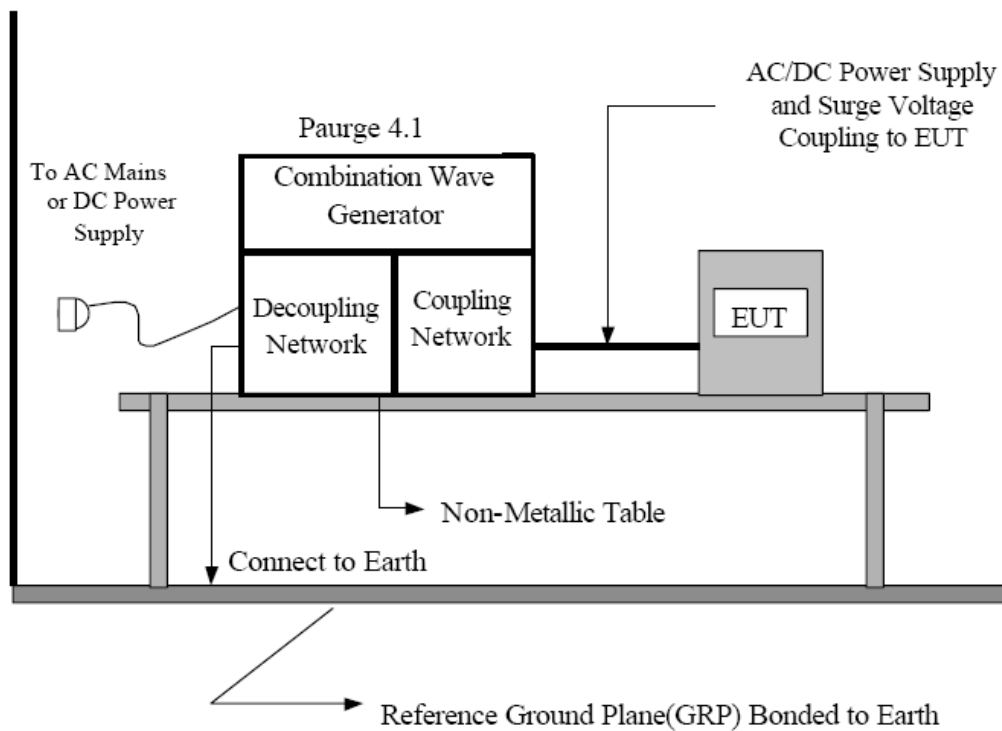 AC/DC Power Supply
and Surge Voltage
Coupling to EUT
Paurge 4.1
To AC Mains
or DC Power
Supply
Combination Wave
Generator
Decoupling
Network
Coupling
Network
EUT
Non-Metallic Table
Connect to Earth
Reference Ground Plane(GRP) Bonded to Earth